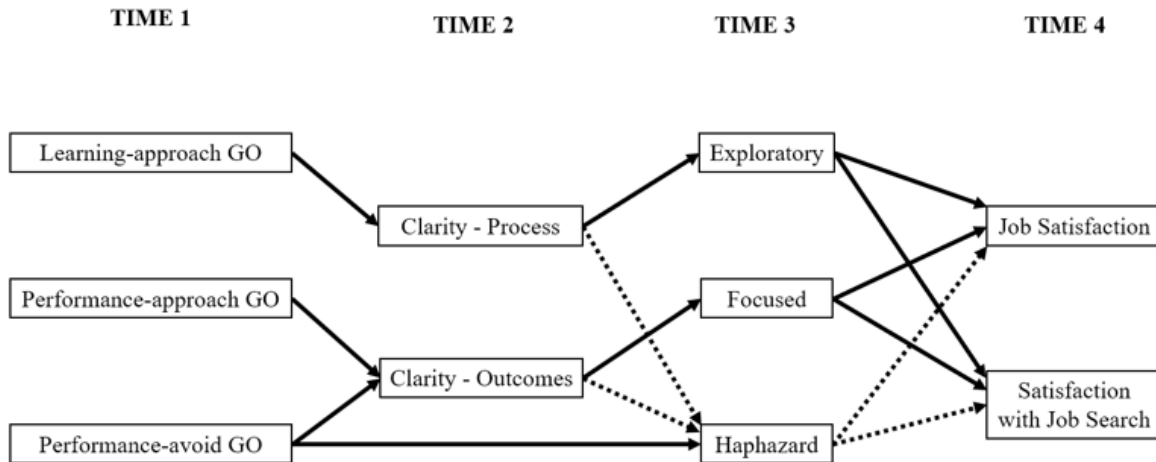 TIME 1
TIME 2
TIME 3
TIME 4
Learning-approach GO
Exploratory
Clarity - Process
Job Satisfaction
Performance-approach GO
Focused
Clarity - Outcomes
Satisfaction
with Job Search
Performance-avoid GO
Haphazard